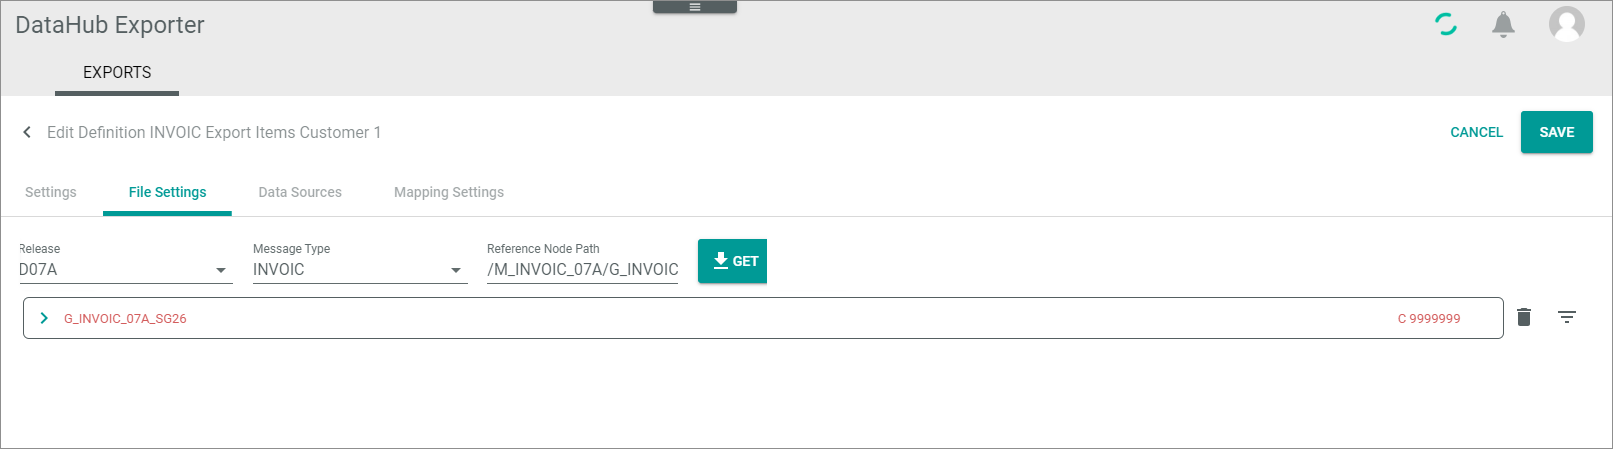 DataHub Exporter
EXPORTS
Edit Definition INVOIC Export Items Customer 1
CANCEL
SAVE
Settings
File Settings
Data Sources
Mapping Settings
Release
Message Type
Reference Node Path
D07A
INVOIC
/M_INVOIC_07A/G_INVOIC
GET
G_INVOIC_07A_SG26
C 9999999